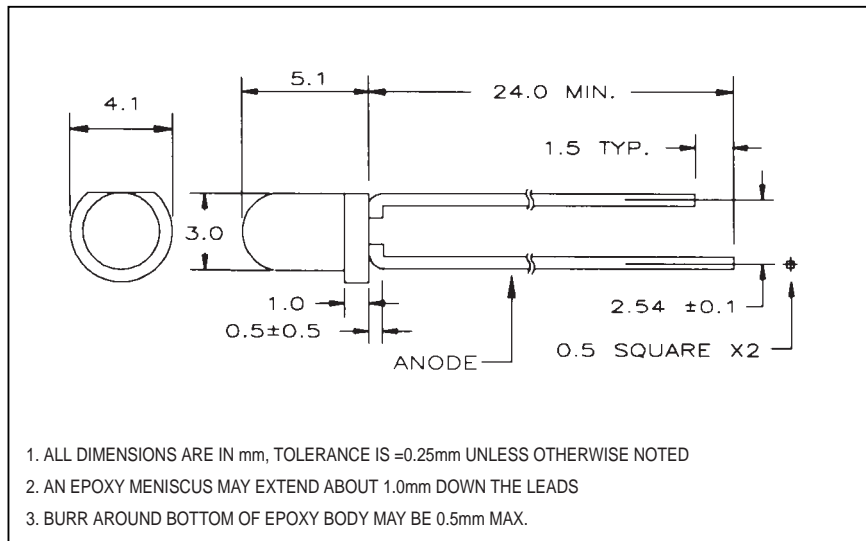 5.1
4.1
24.0 MIN.
1.5 TYP.
3.0
1.0
2.54 ±0.1
0.5±0.5
ANODE
0.5 SQUARE X2
1. ALL DIMENSIONS ARE IN mm, TOLERANCE IS =0.25mm UNLESS OTHERWISE NOTED
2. AN EPOXY MENISCUS MAY EXTEND ABOUT 1.0mm DOWN THE LEADS
3. BURR AROUND BOTTOM OF EPOXY BODY MAY BE 0.5mm MAX.